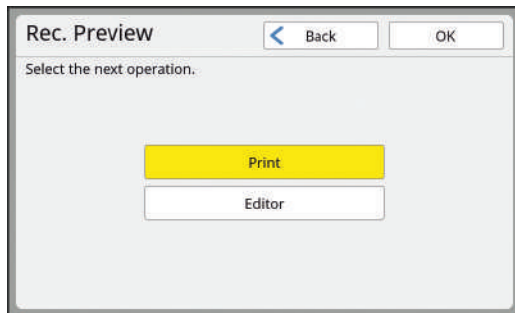 Rec. Preview Back OK
Select the next operation.
Print
Editor